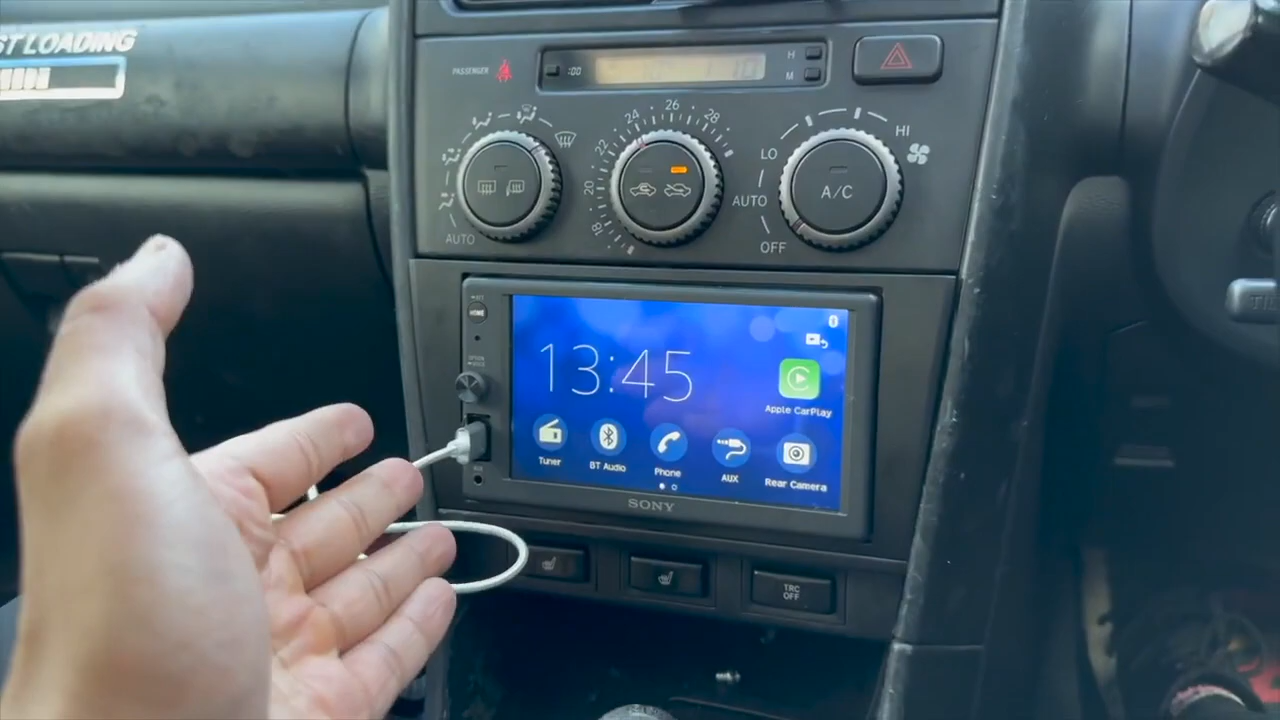 ST LOADING
PASSENGER
:00
H
M
AUTO
18
20
22
24
26
28
LO
HI
AUTO
OFF
A/C
HOME
13:45
Apple CarPlay
Tuner
BT Audio
Phone
AUX
Rear Camera
SONY
TRC
OFF